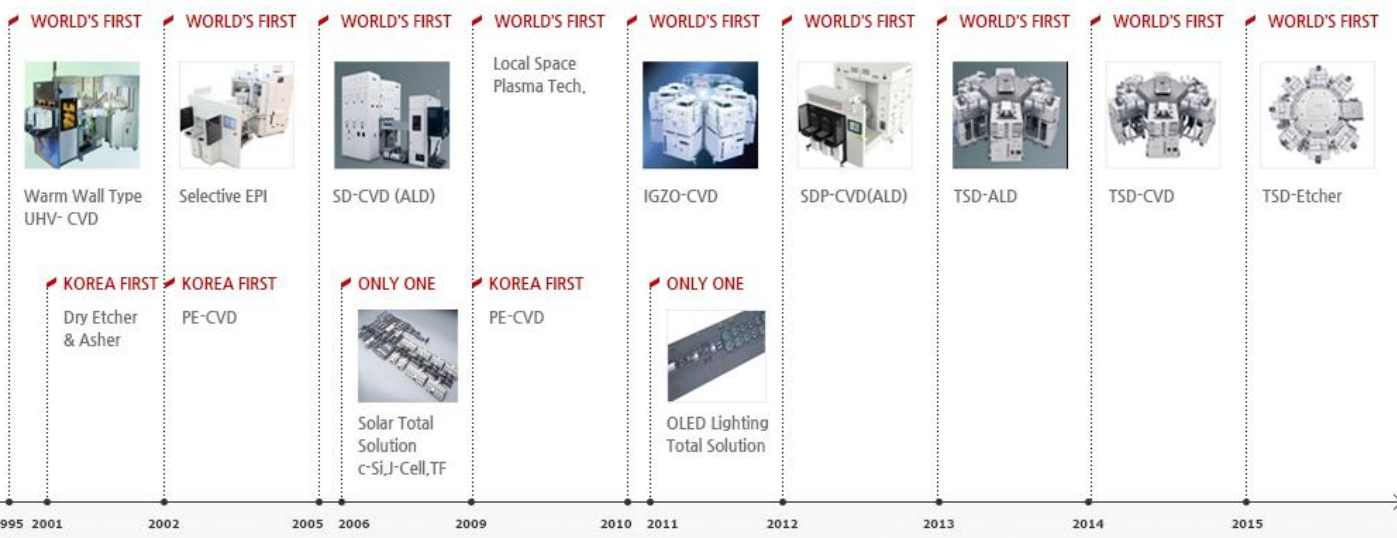 WORLD'S FIRST
WORLD'S FIRST
WORLD'S FIRST
WORLD'S FIRST
WORLD'S FIRST
WORLD'S FIRST
WORLD'S FIRST
WORLD'S FIRST
WORLD'S FIRST
Local Space
Plasma Tech.
Warm Wall Type
UHV- CVD
Selective EPI
SD-CVD (ALD)
IGZO-CVD
SDP-CVD(ALD)
TSD-ALD
TSD-CVD
TSD-Etcher
KOREA FIRST
KOREA FIRST
ONLY ONE
KOREA FIRST
ONLY ONE
Dry Etcher
& Asher
PE-CVD
PE-CVD
Solar Total
Solution
c-Si,J-Cell,TF
OLED Lighting
Total Solution
995 2001 2002 2005 2006 2009 2010 2011 2012 2013 2014 2015